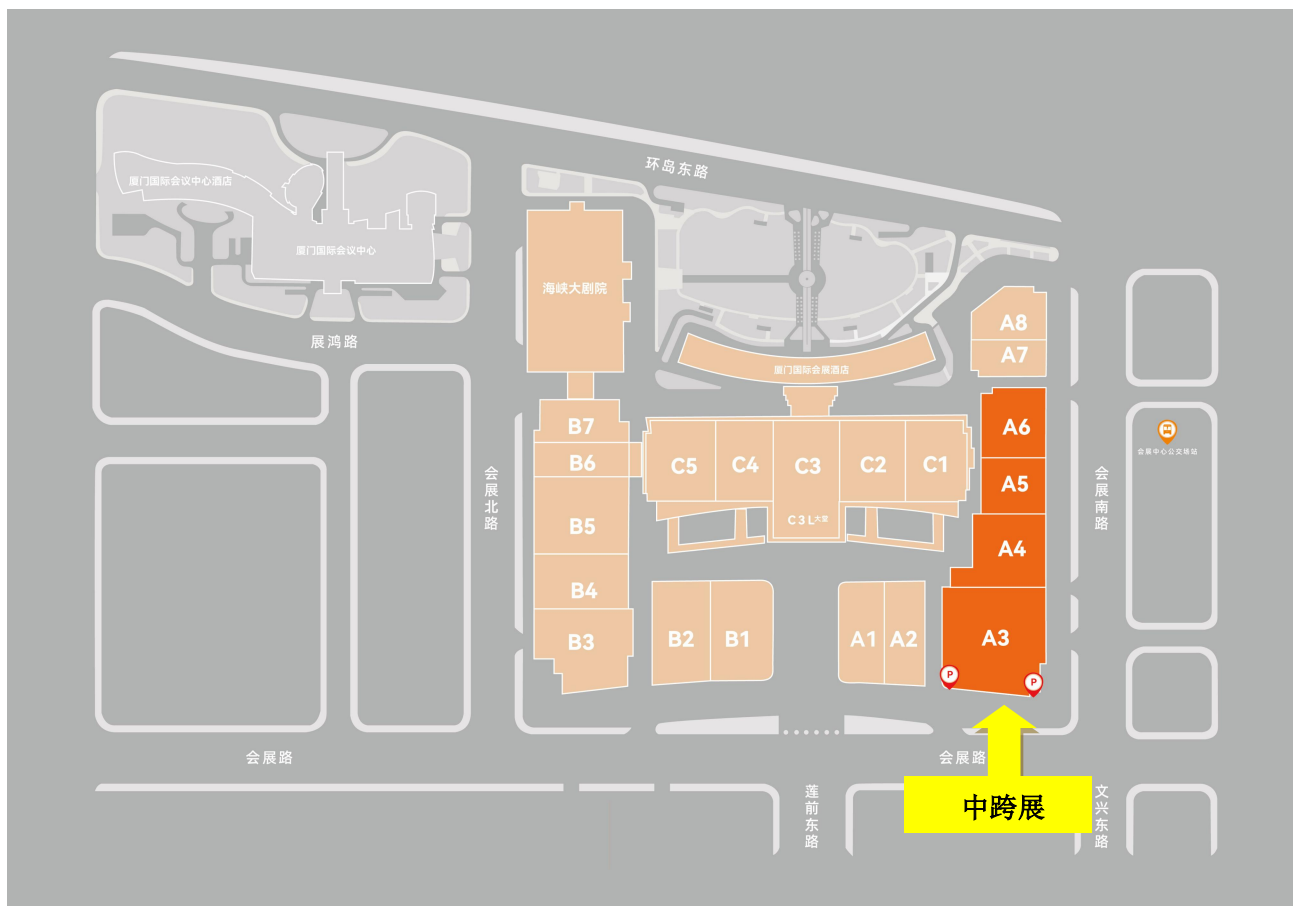 环岛东路
厦门国际会议中心酒店
厦门国际会议中心
海峡大剧院
展鸿路
A8
A7
厦门国际会展酒店
A6
B7
B6
C5
C4
C3
C2
C1
会展中心公交场站
会展北路
A5
会展南路
B5
C3L大堂
A4
B4
B3
B2
B1
A1
A2
A3
P
P
会展路
会展路
莲前东路
中跨展
文兴东路